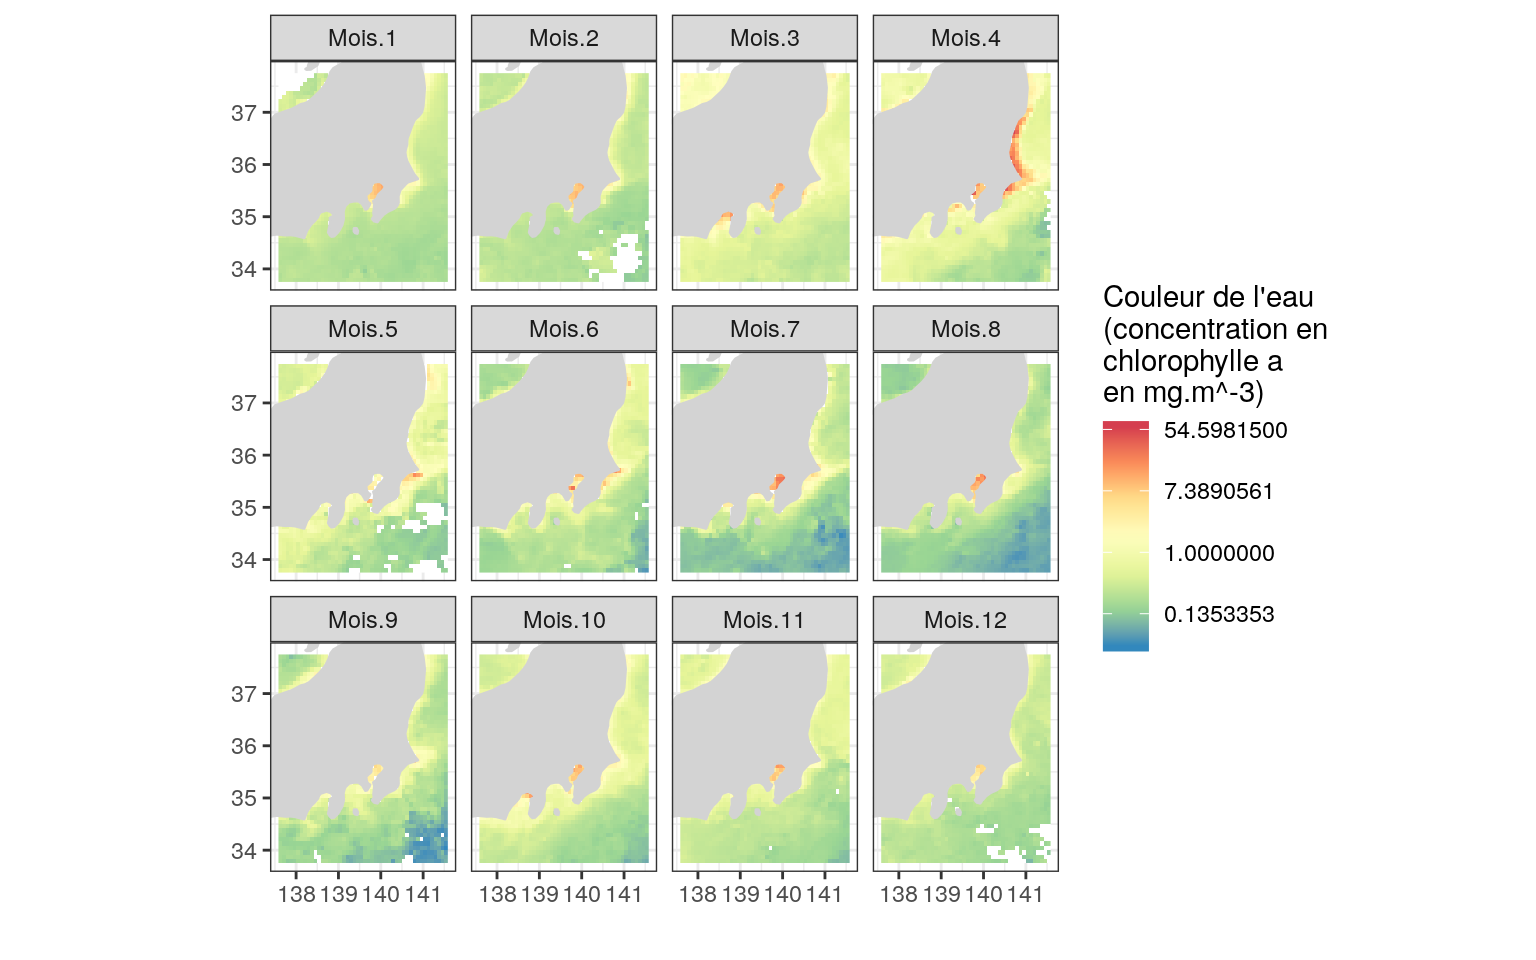 Mois.1 Mois.2 Mois.3 Mois.4
37
36
35
34
Mois.5 Mois.6 Mois.7 Mois.8
37
36
35
34
Mois.9 Mois.10 Mois.11 Mois.12
37
36
35
34
138 139 140 141 138 139 140 141 138 139 140 141 138 139 140 141
Couleur de l'eau
(concentration en
chlorophylle a
en mg.m^-3)
54.5981500
7.3890561
1.0000000
0.1353353